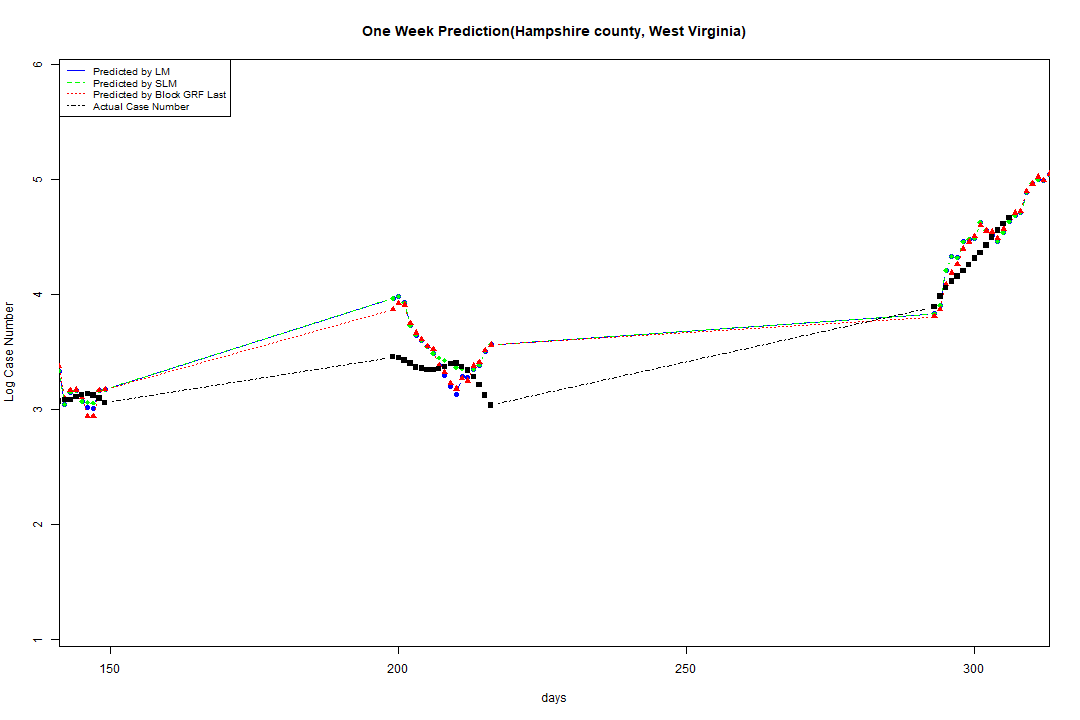 One Week Prediction(Hampshire county, West Virginia)
Predicted by LM
Predicted by SLM
Predicted by Block GRF Last
Actual Case Number
6
5
4
3
2
1
Log Case Number
150 200 250 300
days